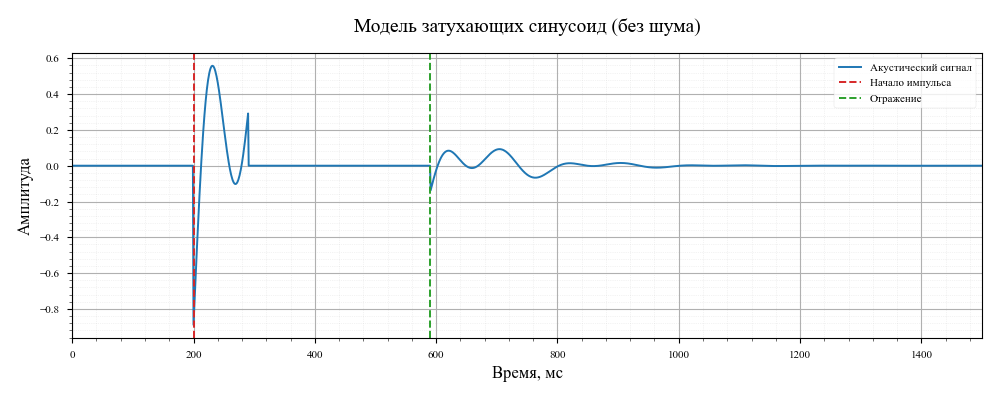 Модель затухающих синусоид (без шума)
Амплитуда
0.6
0.4
0.2
0.0
−0.2
−0.4
−0.6
−0.8
Акустический сигнал
Начало импульса
Отражение
0 200 400 600 800 1000 1200 1400
Время, мс